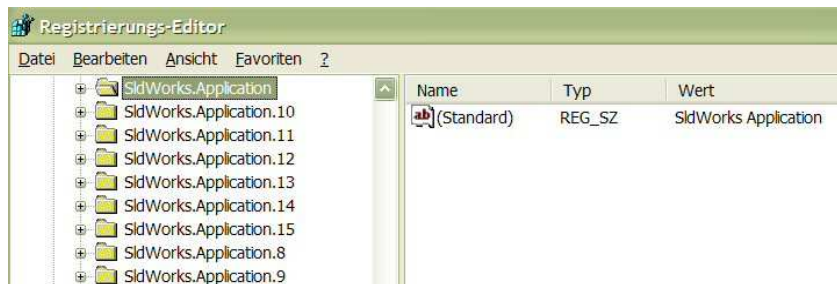 Registrierungs-Editor
Datei Bearbeiten Ansicht Favoriten ?
SldWorks.Application
SldWorks.Application.10
SldWorks.Application.11
SldWorks.Application.12
SldWorks.Application.13
SldWorks.Application.14
SldWorks.Application.15
SldWorks.Application.8
SldWorks.Application.9
Name Typ Wert
ab (Standard) REG_SZ SldWorks Application